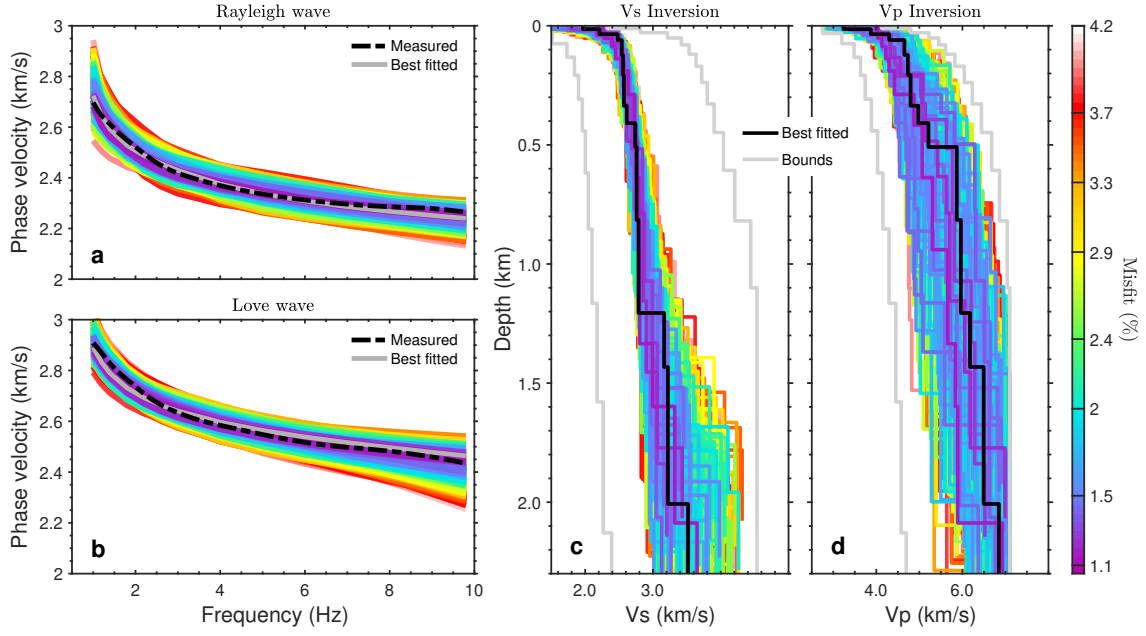 Rayleigh wave
3
2.8
2.6
2.4
2.2
2
Phase velocity (km/s)
Measured
Best fitted
a
Love wave
3
2.8
2.6
2.4
2.2
2
Phase velocity (km/s)
Measured
Best fitted
b
2 4 6 8 10
Frequency (Hz)
Vs Inversion
0
0.5
1.0
1.5
2.0
Depth (km)
c
2.0 3.0
Vs (km/s)
Best fitted
Bounds
Vp Inversion
d
4.0 6.0
Vp (km/s)
4.2
3.7
3.3
2.9
2.4
2
1.5
1.1
Misfit (%)